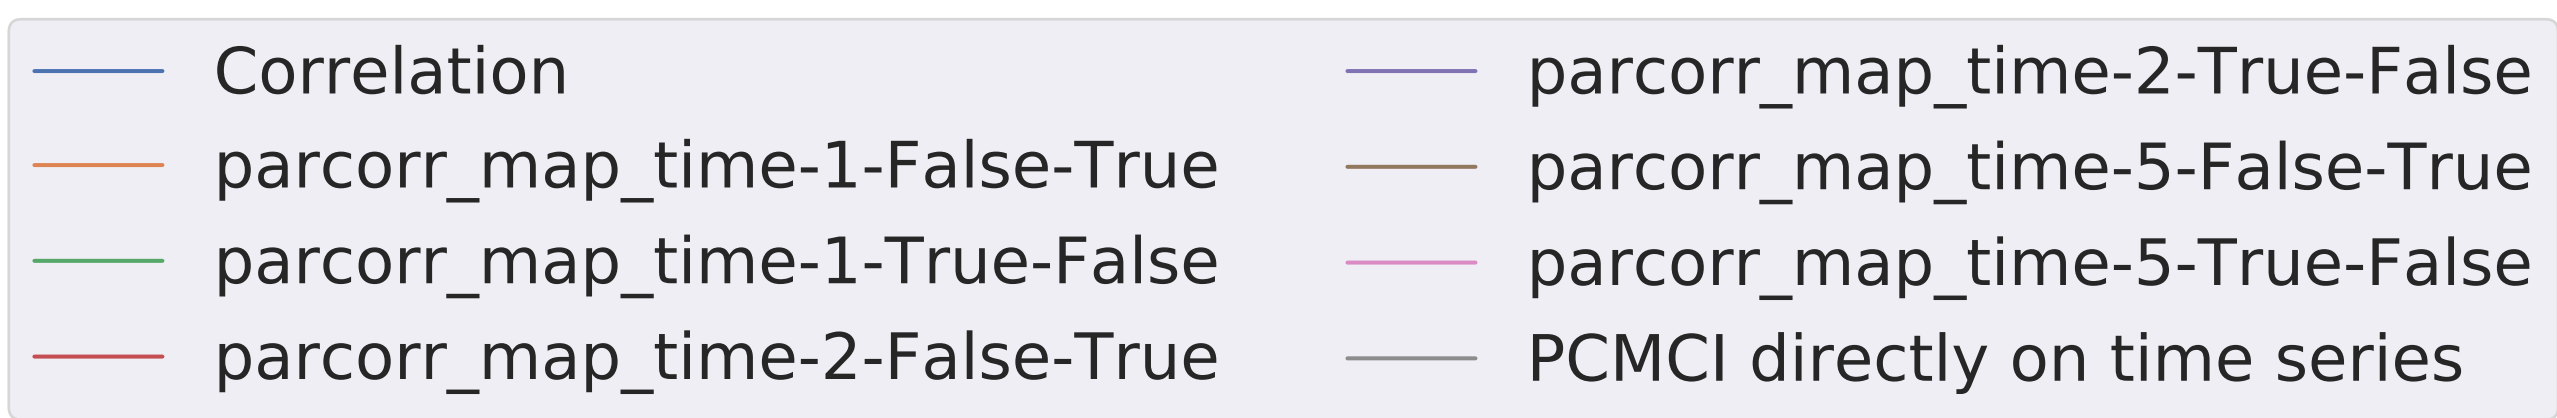 Correlation
parcorr_map_time-1-False-True
parcorr_map_time-1-True-False
parcorr_map_time-2-False-True
parcorr_map_time-2-True-False
parcorr_map_time-5-False-True
parcorr_map_time-5-True-False
PCMCI directly on time series